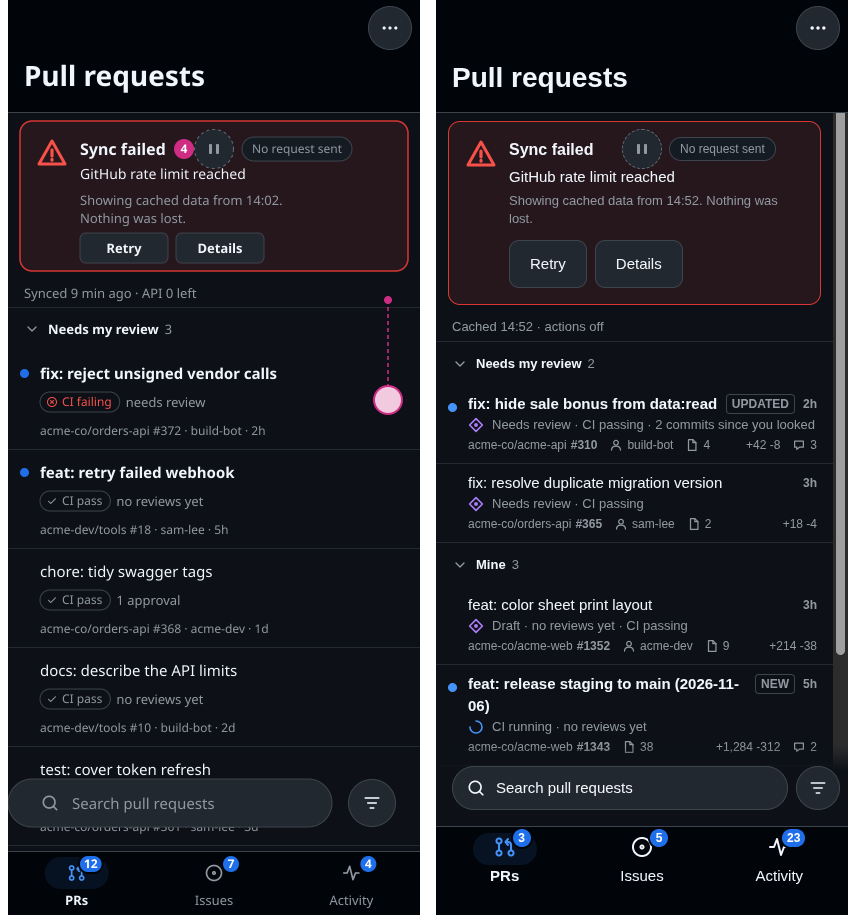 Pull requests
Sync failed 4 No request sent
GitHub rate limit reached
Showing cached data from 14:02.
Nothing was lost.
Retry Details
Synced 9 min ago · API 0 left
Needs my review 3
fix: reject unsigned vendor calls
CI failing needs review
acme-co/orders-api #372 · build-bot · 2h
feat: retry failed webhook
CI pass no reviews yet
acme-dev/tools #18 · sam-lee · 5h
chore: tidy swagger tags
CI pass 1 approval
acme-co/orders-api #368 · acme-dev · 1d
docs: describe the API limits
CI pass no reviews yet
acme-dev/tools #10 · build-bot · 2d
test: cover token refresh
Search pull requests
12 7 4
PRs Issues Activity
Pull requests
Sync failed No request sent
GitHub rate limit reached
Showing cached data from 14:52. Nothing was
lost.
Retry Details
Cached 14:52 · actions off
Needs my review 2
fix: hide sale bonus from data:read UPDATED 2h
Needs review · CI passing · 2 commits since you looked
acme-co/acme-api #310 build-bot 4 +42 -8 3
fix: resolve duplicate migration version 3h
Needs review · CI passing
acme-co/orders-api #365 sam-lee 2 +18 -4
Mine 3
feat: color sheet print layout 3h
Draft · no reviews yet · CI passing
acme-co/acme-web #1352 acme-dev 9 +214 -38
feat: release staging to main (2026-11- NEW 5h
06)
CI running · no reviews yet
acme-co/acme-web #1343 38 +1,284 -312 2
Search pull requests
3 5 23
PRs Issues Activity